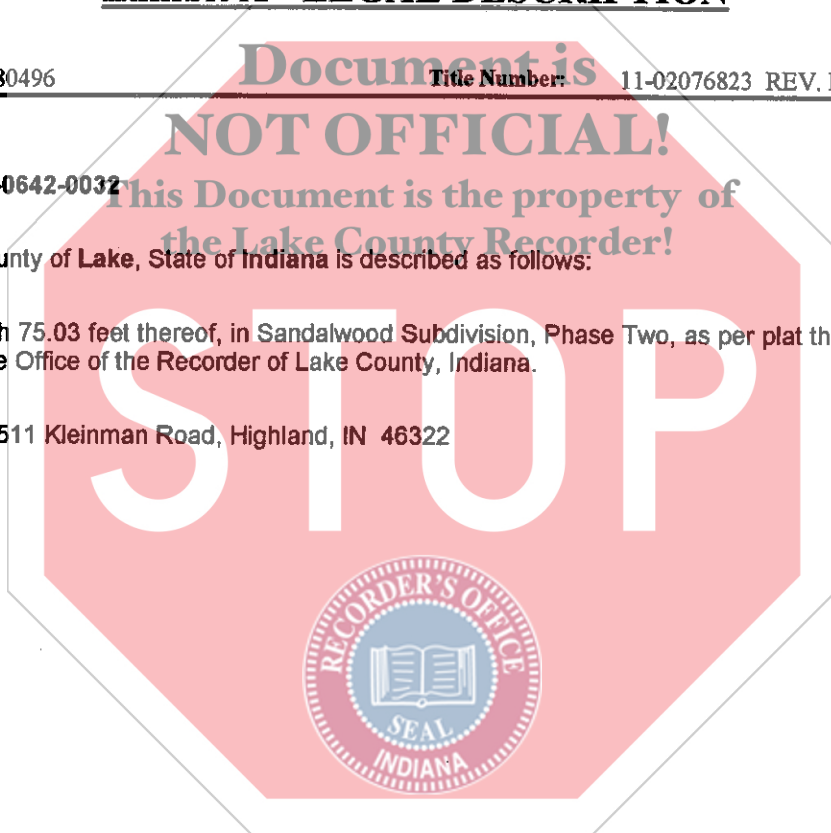 LEGAL DESCRIPTION
Document is
80496 Title Number: 11-02076823 REV.
NOT OFFICIAL!
-0642-0032
This Document is the property of
the Lake County Recorder!
unty of Lake, State of Indiana is described as follows:
h 75.03 feet thereof, in Sandalwood Subdivision, Phase Two, as per plat th
e Office of the Recorder of Lake County, Indiana.
511 Kleinman Road, Highland, IN 46322
STOP
RECORDER'S OFFICE
SEAL
INDIANA